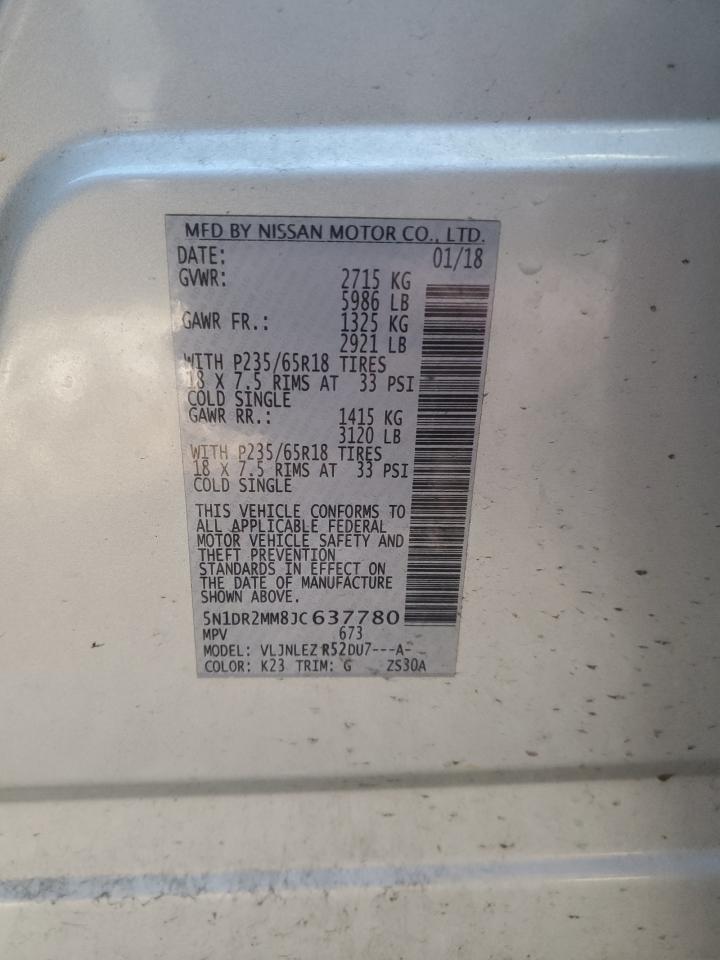 MFD BY NISSAN MOTOR CO., LTD.
DATE: 01/18
GVWR: 2715 KG
5986 LB
GAWR FR.: 1325 KG
2921 LB
WITH P235/65R18 TIRES
18 X 7.5 RIMS AT 33 PSI
COLD SINGLE
GAWR RR.: 1415 KG
3120 LB
WITH P235/65R18 TIRES
18 X 7.5 RIMS AT 33 PSI
COLD SINGLE
THIS VEHICLE CONFORMS TO
ALL APPLICABLE FEDERAL
MOTOR VEHICLE SAFETY AND
THEFT PREVENTION
STANDARDS IN EFFECT ON
THE DATE OF MANUFACTURE
SHOWN ABOVE.
5N1DR2MM8JC637780
MPV 673
MODEL: VLJNLEZ R52DU7---A-
COLOR: K23 TRIM: G ZS30A